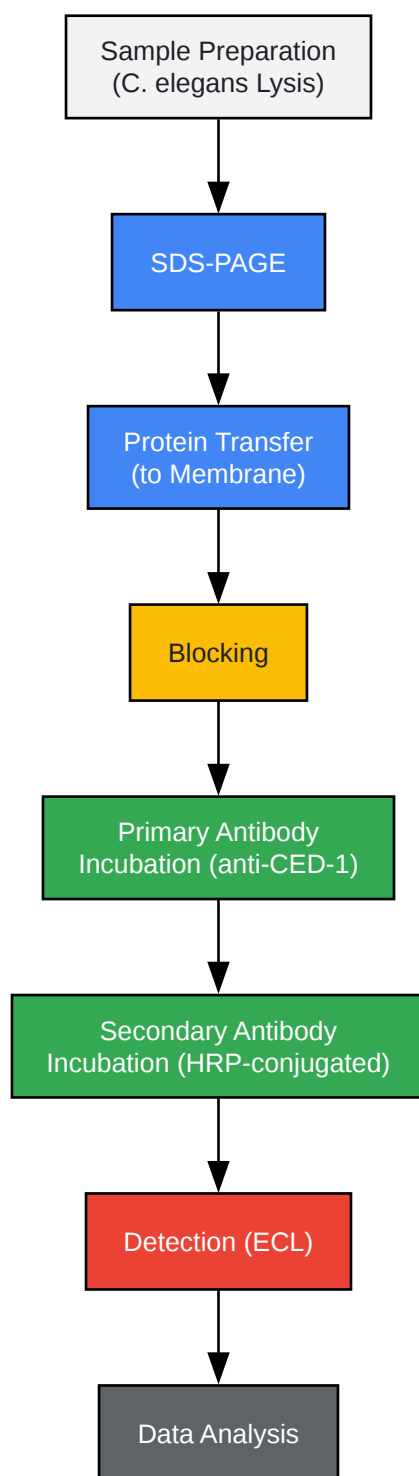 Sample Preparation
(C. elegans Lysis)
SDS-PAGE
Protein Transfer
(to Membrane)
Blocking
Primary Antibody
Incubation (anti-CED-1)
Secondary Antibody
Incubation (HRP-conjugated)
Detection (ECL)
Data Analysis